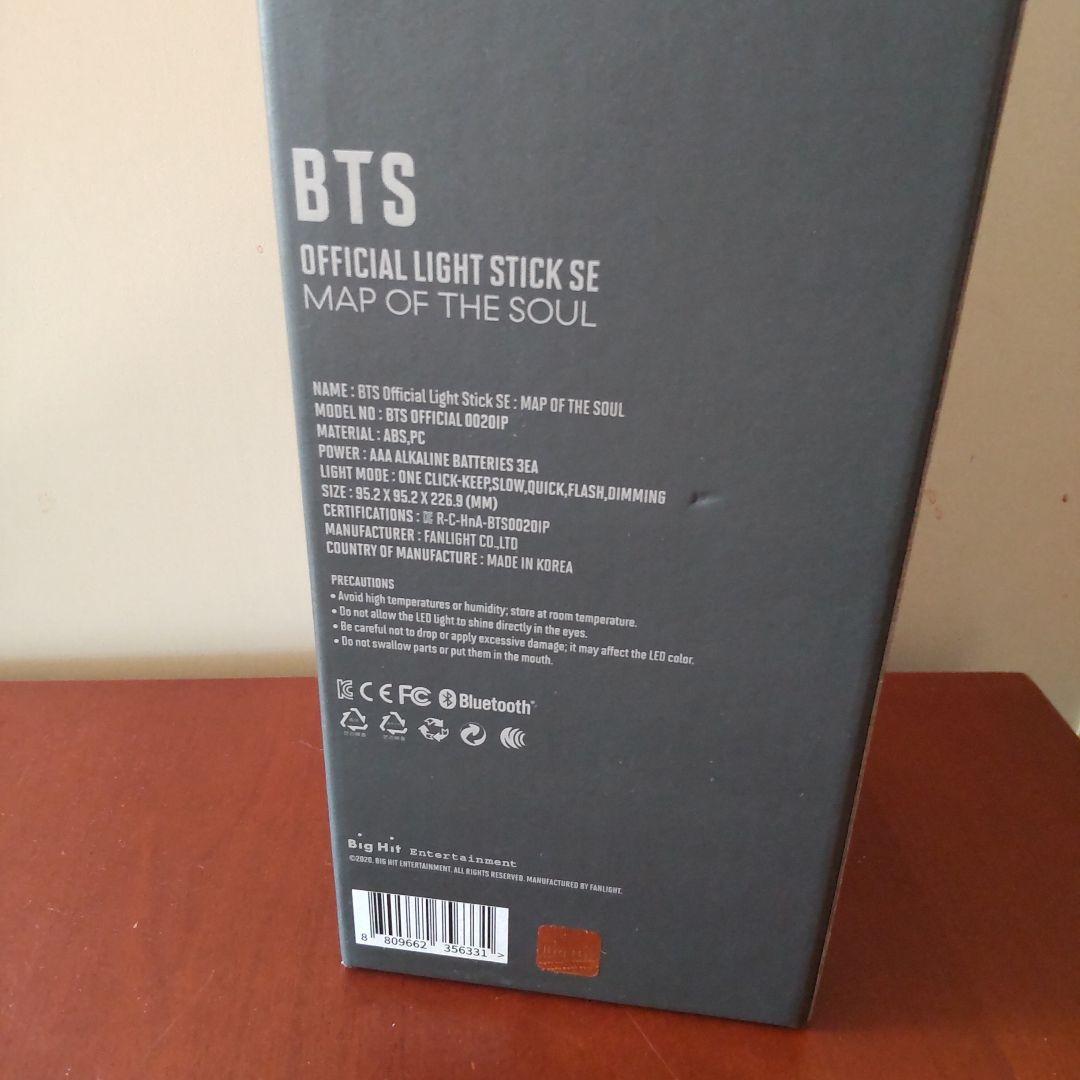 BTS
OFFICIAL LIGHT STICK SE
MAP OF THE SOUL
NAME : BTS Official Light Stick SE : MAP OF THE SOUL
MODEL NO : BTS OFFICIAL 00201P
MATERIAL : ABS,PC
POWER : AAA ALKALINE BATTERIES 3EA
LIGHT MODE : ONE CLICK-KEEP,SLOW,QUICK,FLASH,DIMMING
SIZE : 95.2 X 95.2 X 226.9 (MM)
CERTIFICATIONS : R-C-HnA-BTS00201P
MANUFACTURER : FANLIGHT CO.,LTD
COUNTRY OF MANUFACTURE : MADE IN KOREA
PRECAUTIONS
• Avoid high temperatures or humidity; store at room temperature.
• Do not allow the LED light to shine directly in the eyes.
• Be careful not to drop or apply excessive damage; it may affect the LED color.
• Do not swallow parts or put them in the mouth.
CE FC Bluetooth
Big Hit Entertainment
©2020. BIG HIT ENTERTAINMENT. ALL RIGHTS RESERVED. MANUFACTURED BY FANLIGHT.
8 809662 356331 >
Big Hit